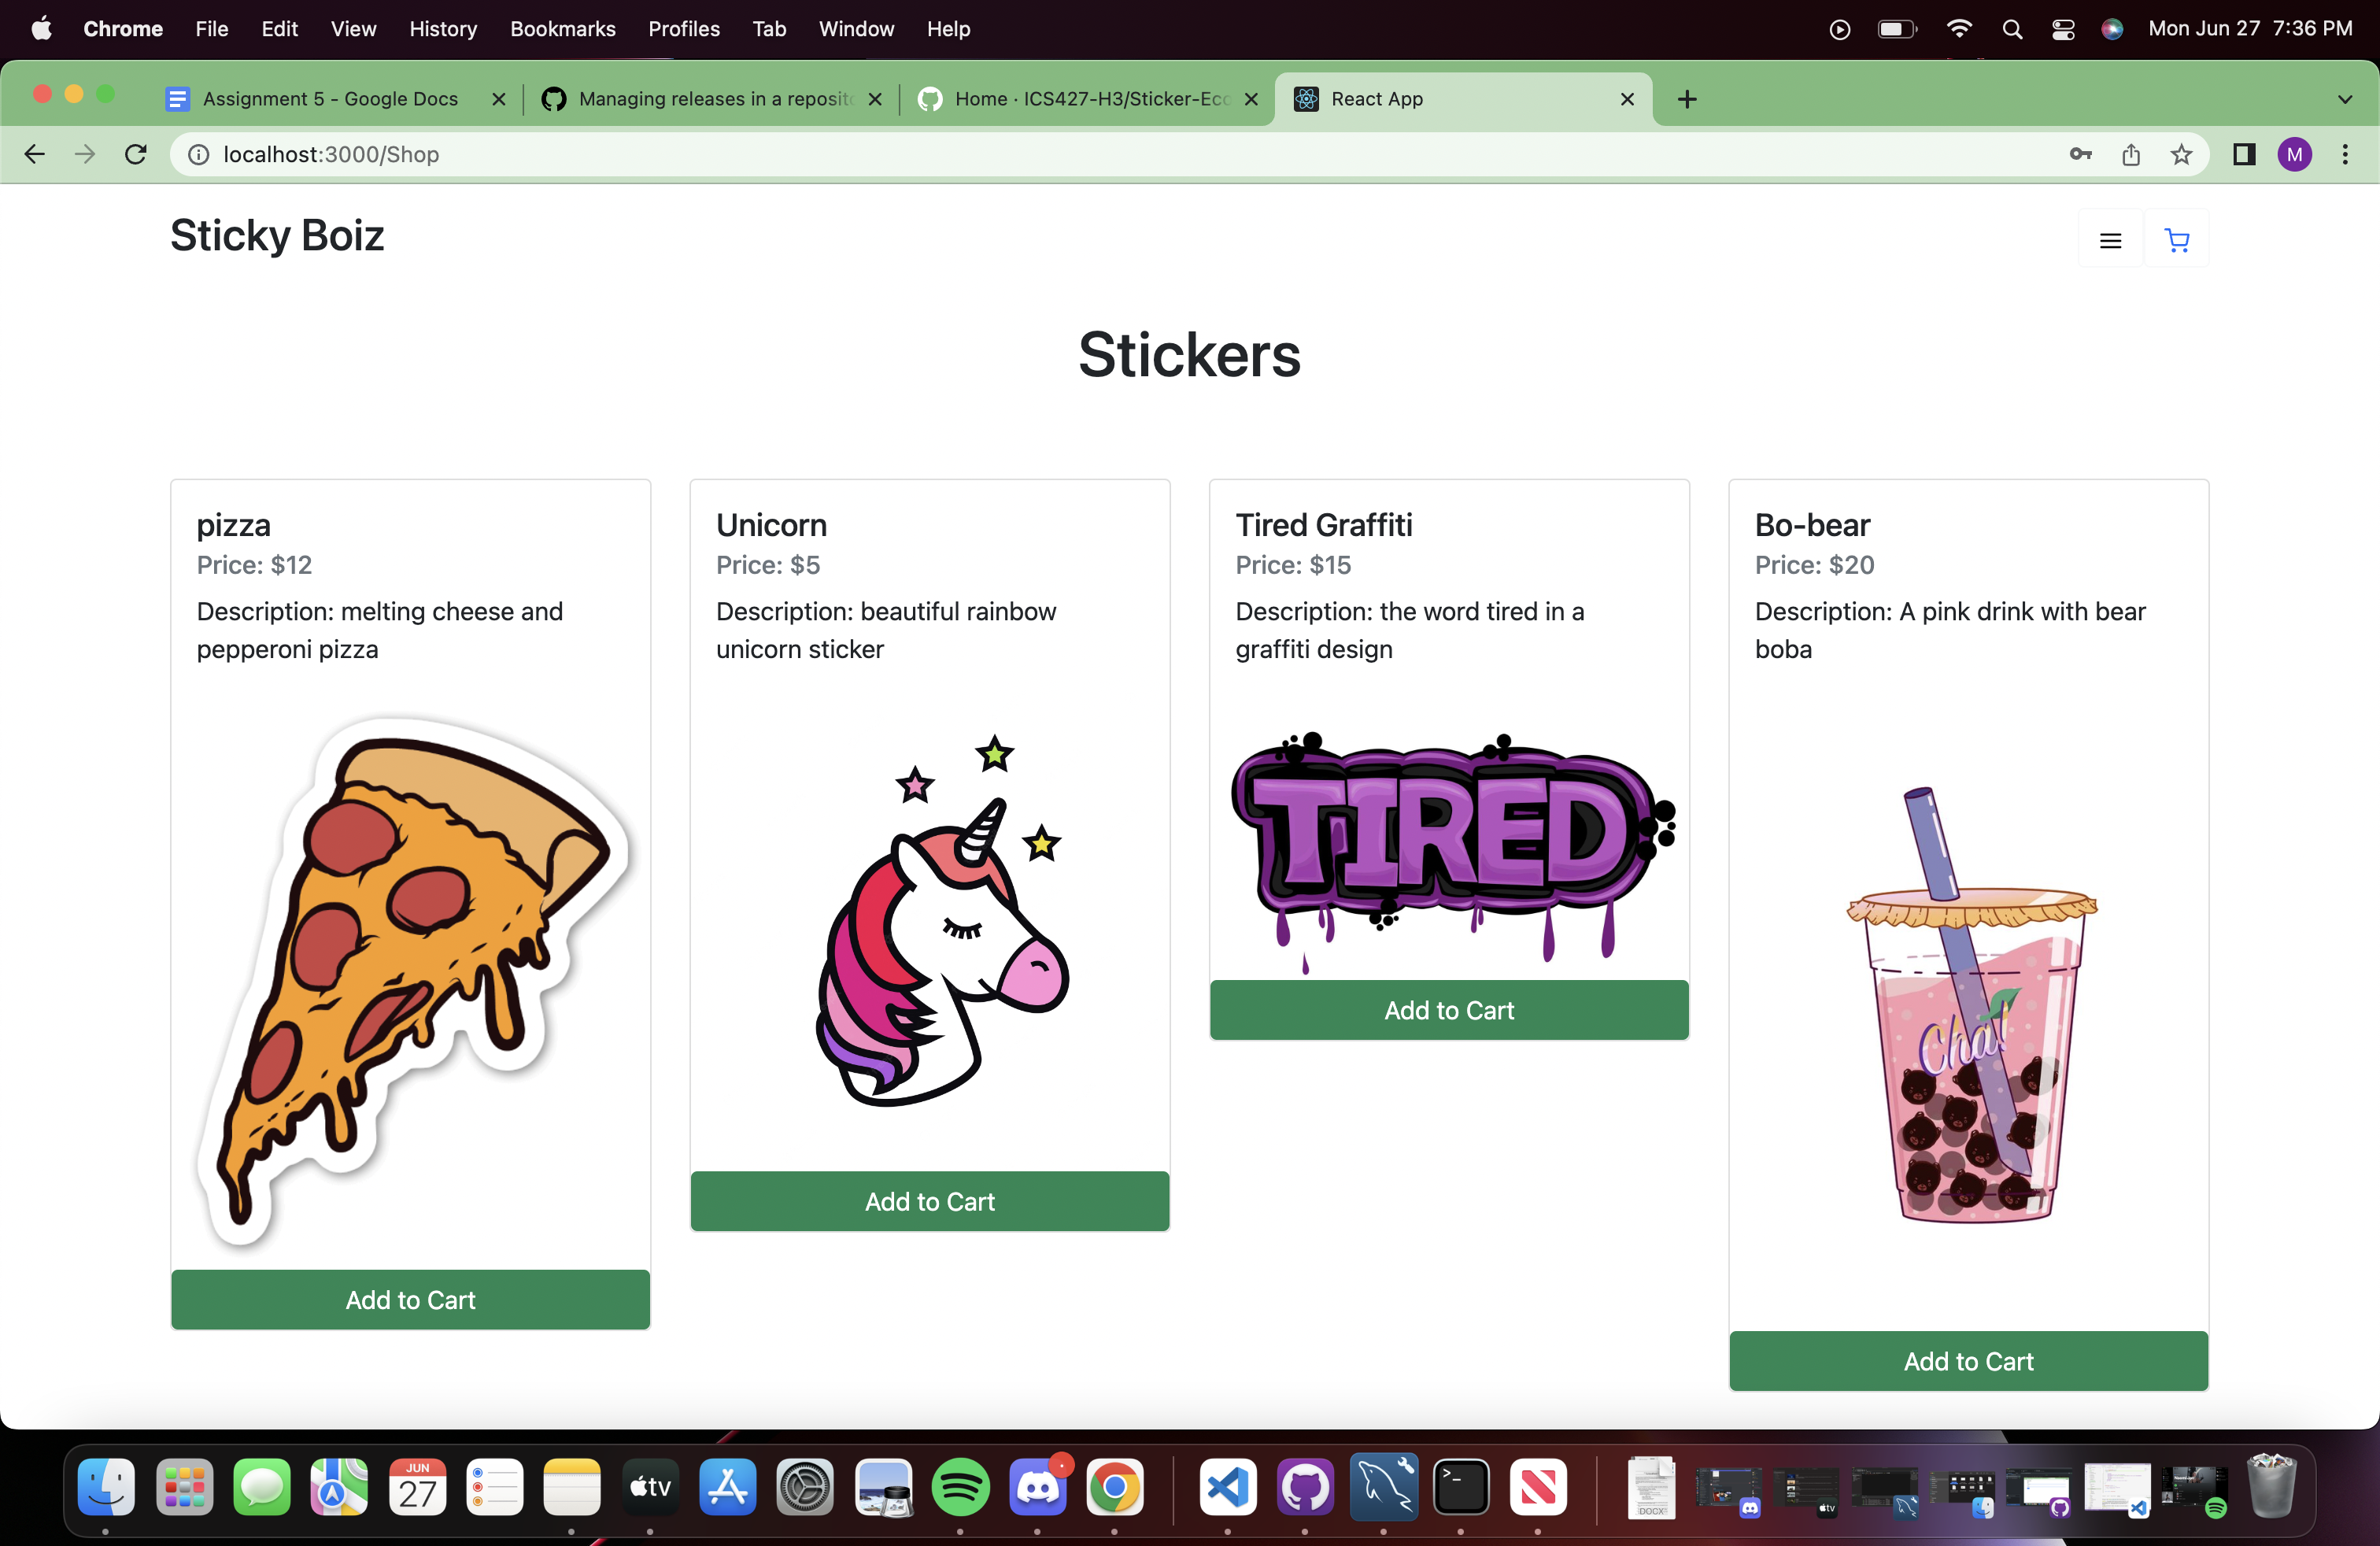 Chrome File Edit View History Bookmarks Profiles Tab Window Help Mon Jun 27 7:36 PM
Assignment 5 - Google Docs Managing releases in a reposito Home · ICS427-H3/Sticker-Eco React App
localhost:3000/Shop M
Sticky Boiz
Stickers
pizza
Price: $12
Description: melting cheese and
pepperoni pizza
Add to Cart
Unicorn
Price: $5
Description: beautiful rainbow
unicorn sticker
Add to Cart
Tired Graffiti
Price: $15
Description: the word tired in a
graffiti design
TIRED
Add to Cart
Bo-bear
Price: $20
Description: A pink drink with bear
boba
Cha!
Add to Cart
JUN
27
tv
>_
DOCX